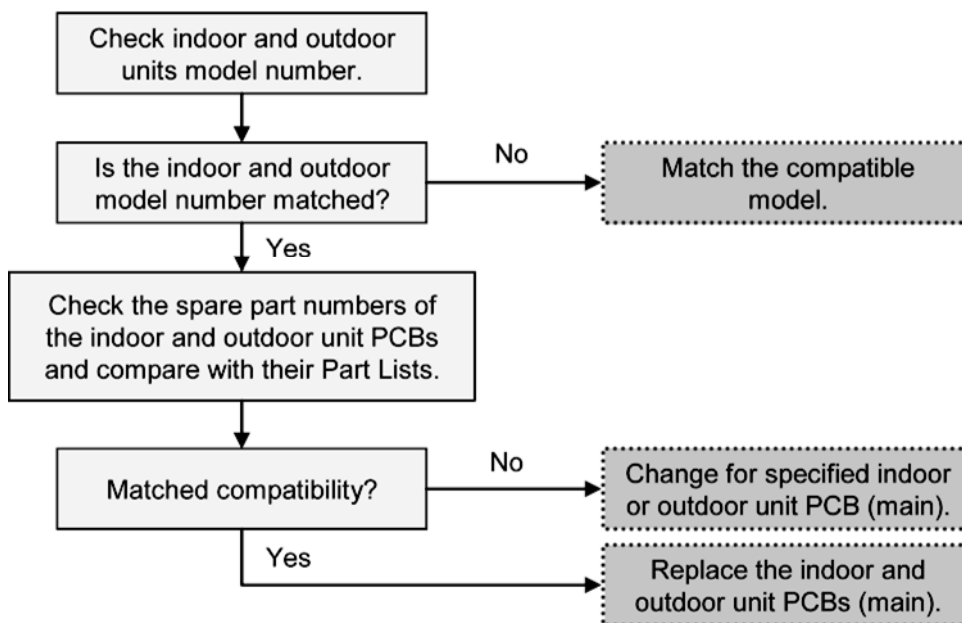 Check indoor and outdoor
units model number.
Is the indoor and outdoor
model number matched?
No
Match the compatible
model.
Yes
Check the spare part numbers of
the indoor and outdoor unit PCBs
and compare with their Part Lists.
Matched compatibility?
No
Change for specified indoor
or outdoor unit PCB (main).
Yes
Replace the indoor and
outdoor unit PCBs (main).